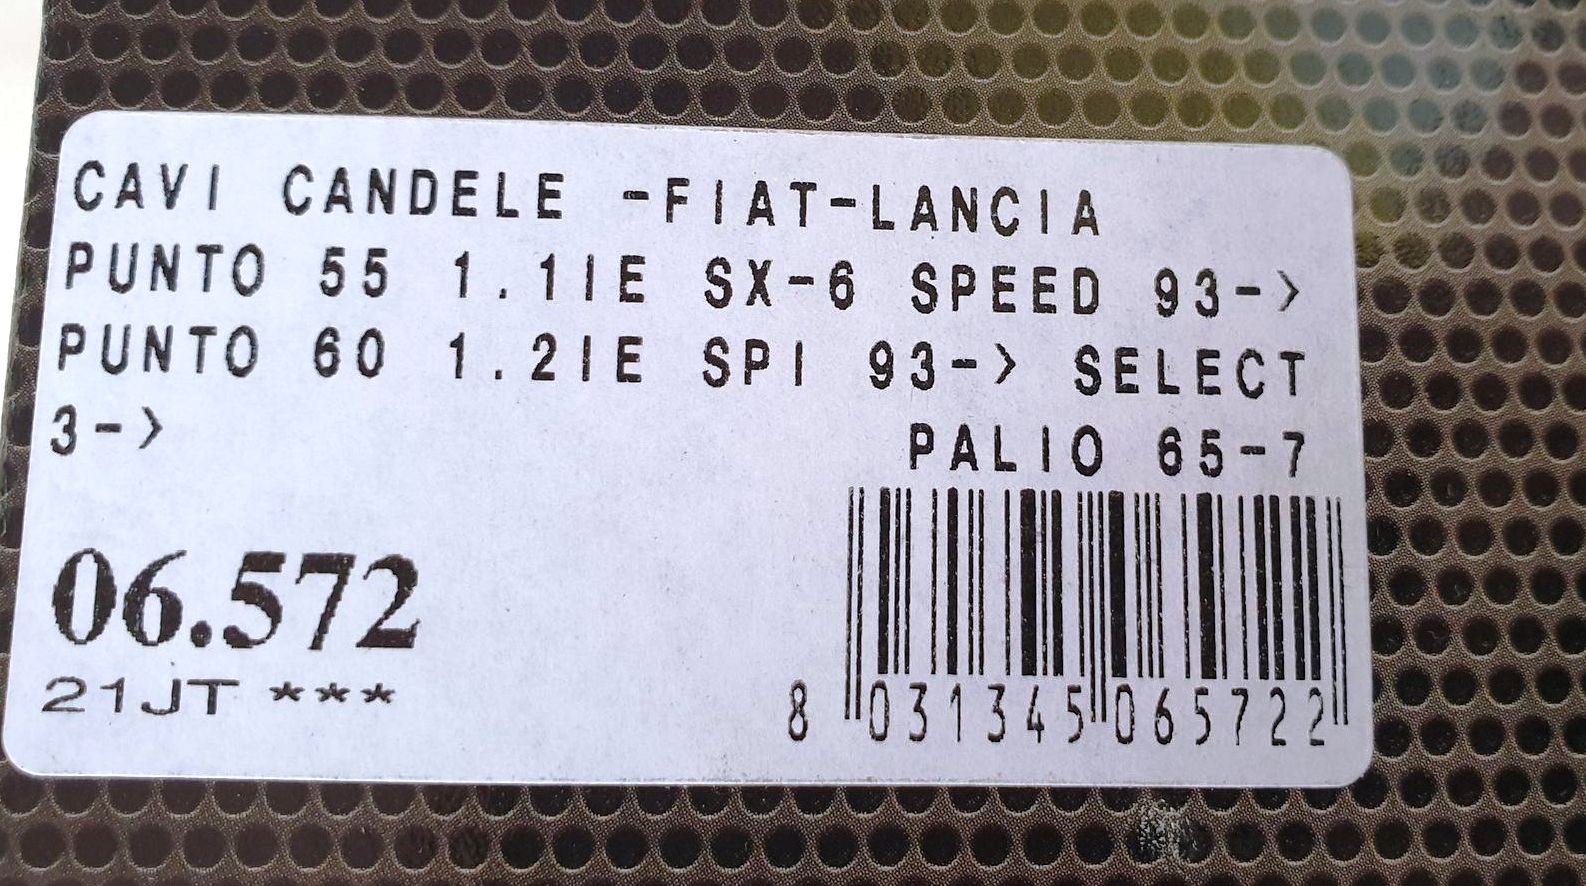 CAVI CANDELE -FIAT-LANCIA
PUNTO 55 1.1IE SX-6 SPEED 93->
PUNTO 60 1.2IE SPI 93-> SELECT
3-> PALIO 65-7
06.572
21JT ***
8 031345 065722